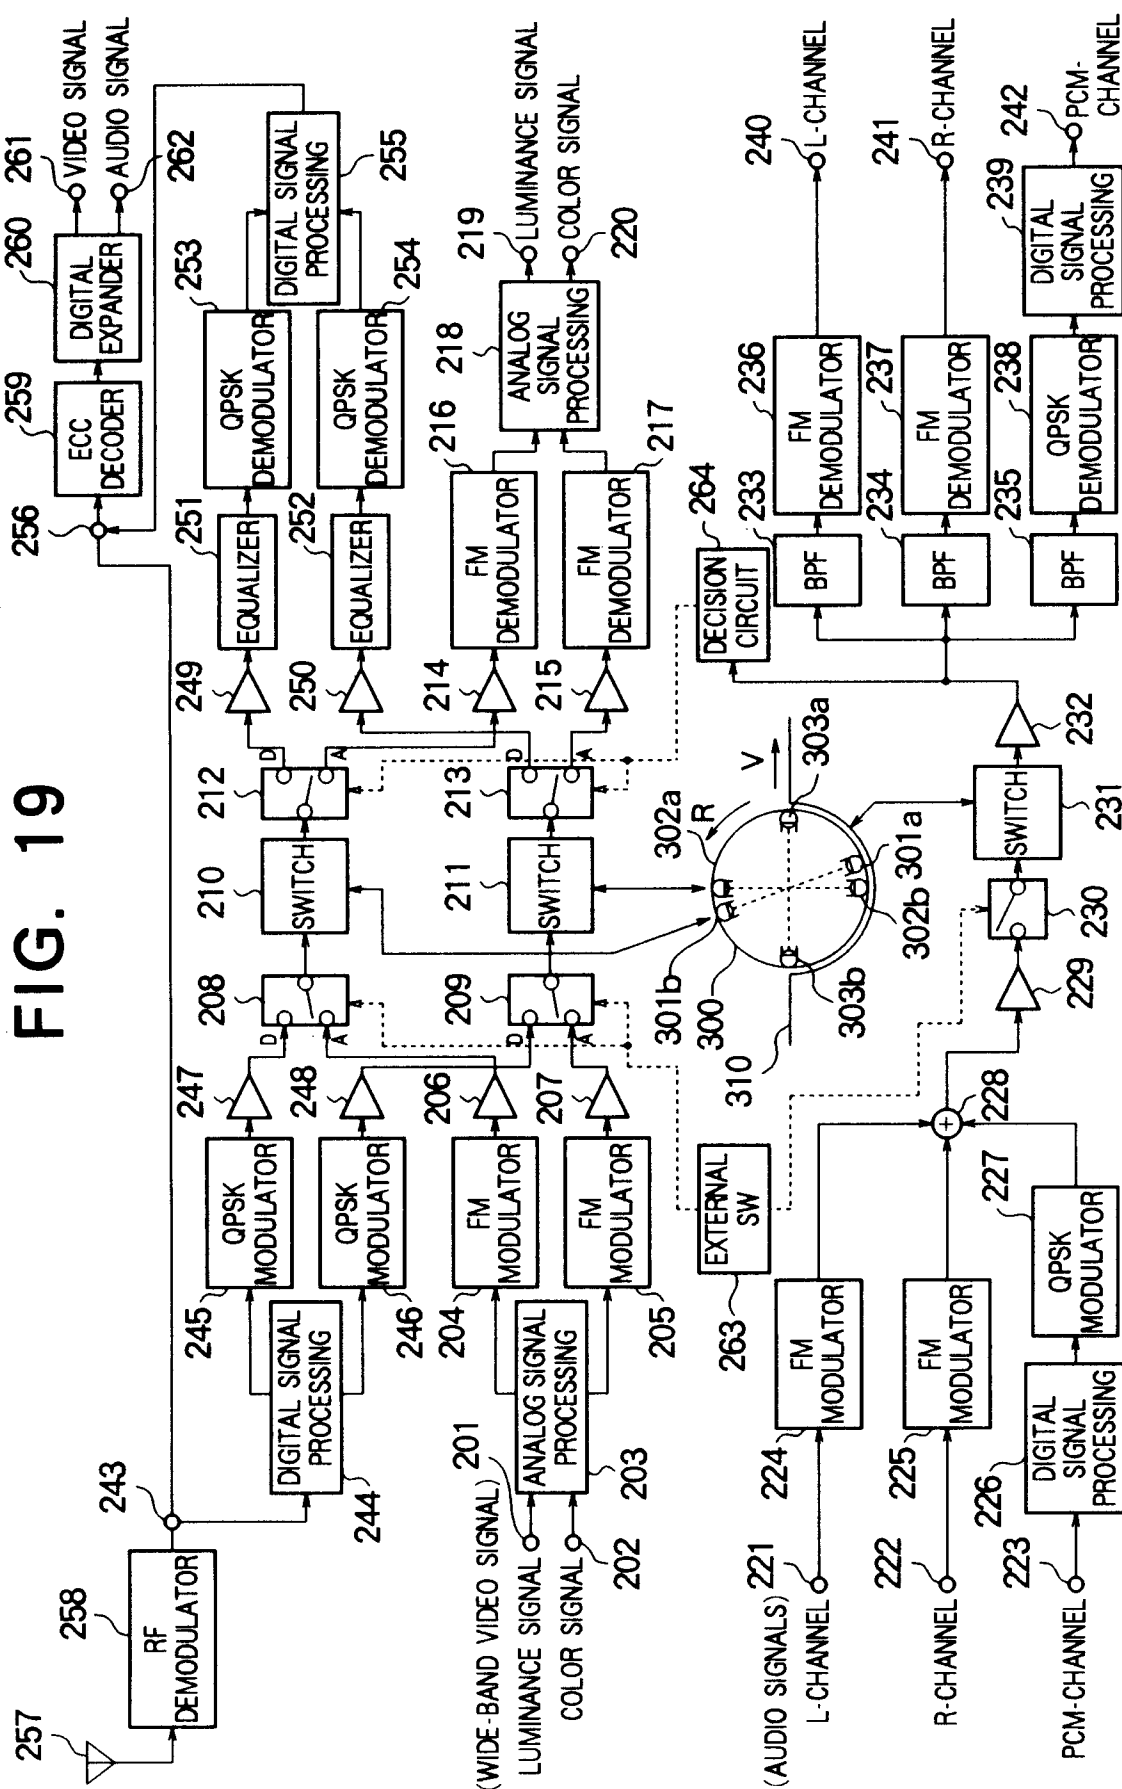 FIG. 19
257
258
RF
DEMODULATOR
243
244
DIGITAL SIGNAL
PROCESSING
245
QPSK
MODULATOR
246
QPSK
MODULATOR
247
248
208
D
A
210
SWITCH
212
D
A
249
250
251
EQUALIZER
252
EQUALIZER
253
QPSK
DEMODULATOR
254
QPSK
DEMODULATOR
255
DIGITAL SIGNAL
PROCESSING
256
259
ECC
DECODER
260
DIGITAL
EXPANDER
261
VIDEO SIGNAL
AUDIO SIGNAL
262
(WIDE-BAND VIDEO SIGNAL)
LUMINANCE SIGNAL
201
COLOR SIGNAL
202
ANALOG SIGNAL
PROCESSING
203
204
FM
MODULATOR
205
FM
MODULATOR
206
207
209
D
A
211
SWITCH
213
D
A
214
215
216
FM
DEMODULATOR
217
FM
DEMODULATOR
218
ANALOG
SIGNAL
PROCESSING
219
LUMINANCE SIGNAL
COLOR SIGNAL
220
263
EXTERNAL
SW
310
300
301b
302a
303b
302b
301a
303a
R
V
264
DECISION
CIRCUIT
(AUDIO SIGNALS)
L-CHANNEL
221
R-CHANNEL
222
PCM-CHANNEL
223
224
FM
MODULATOR
225
FM
MODULATOR
226
DIGITAL
SIGNAL
PROCESSING
227
QPSK
MODULATOR
+
228
229
230
SWITCH
231
232
233
BPF
234
BPF
235
BPF
236
FM
DEMODULATOR
237
FM
DEMODULATOR
238
QPSK
DEMODULATOR
239
DIGITAL
SIGNAL
PROCESSING
240
L-CHANNEL
241
R-CHANNEL
242
PCM-
CHANNEL